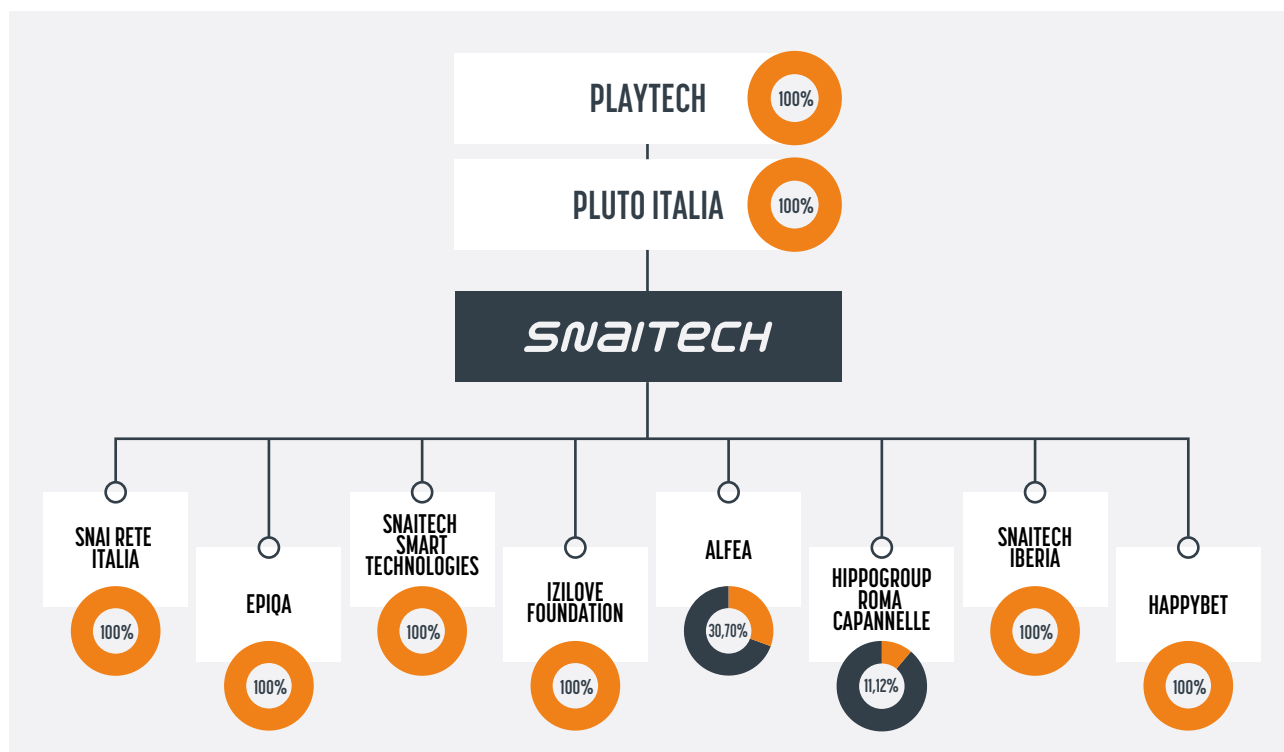 PLAYTECH
100%
PLUTO ITALIA
100%
SNAITECH
SNAI RETE
ITALIA
100%
EPIQA
100%
SNAITECH
SMART
TECHNOLOGIES
100%
IZILOVE
FOUNDATION
100%
ALFEA
30,70%
HIPPOGROUP
ROMA
CAPANNELLE
11,12%
SNAITECH
IBERIA
100%
HAPPYBET
100%